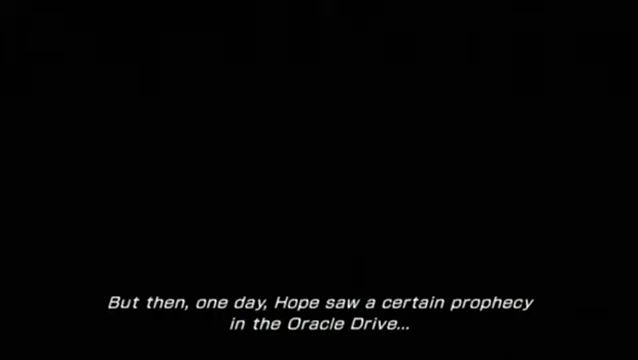 But then, one day, Hope saw a certain prophecy
in the Oracle Drive...